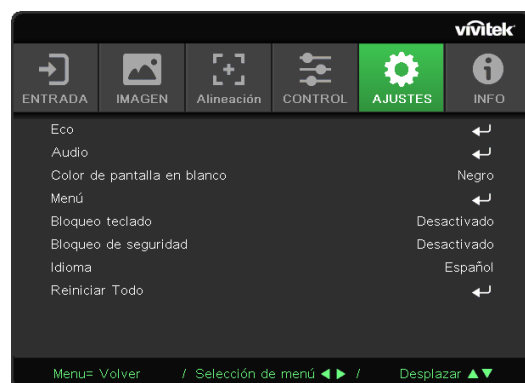 vivitek
ENTRADA IMAGEN Alineación CONTROL AJUSTES INFO
Eco
Audio
Color de pantalla en blanco Negro
Menú
Bloqueo teclado Desactivado
Bloqueo de seguridad Desactivado
Idioma Español
Reiniciar Todo
Menu= Volver / Selección de menú ◀ ▶ / Desplazar ▲▼